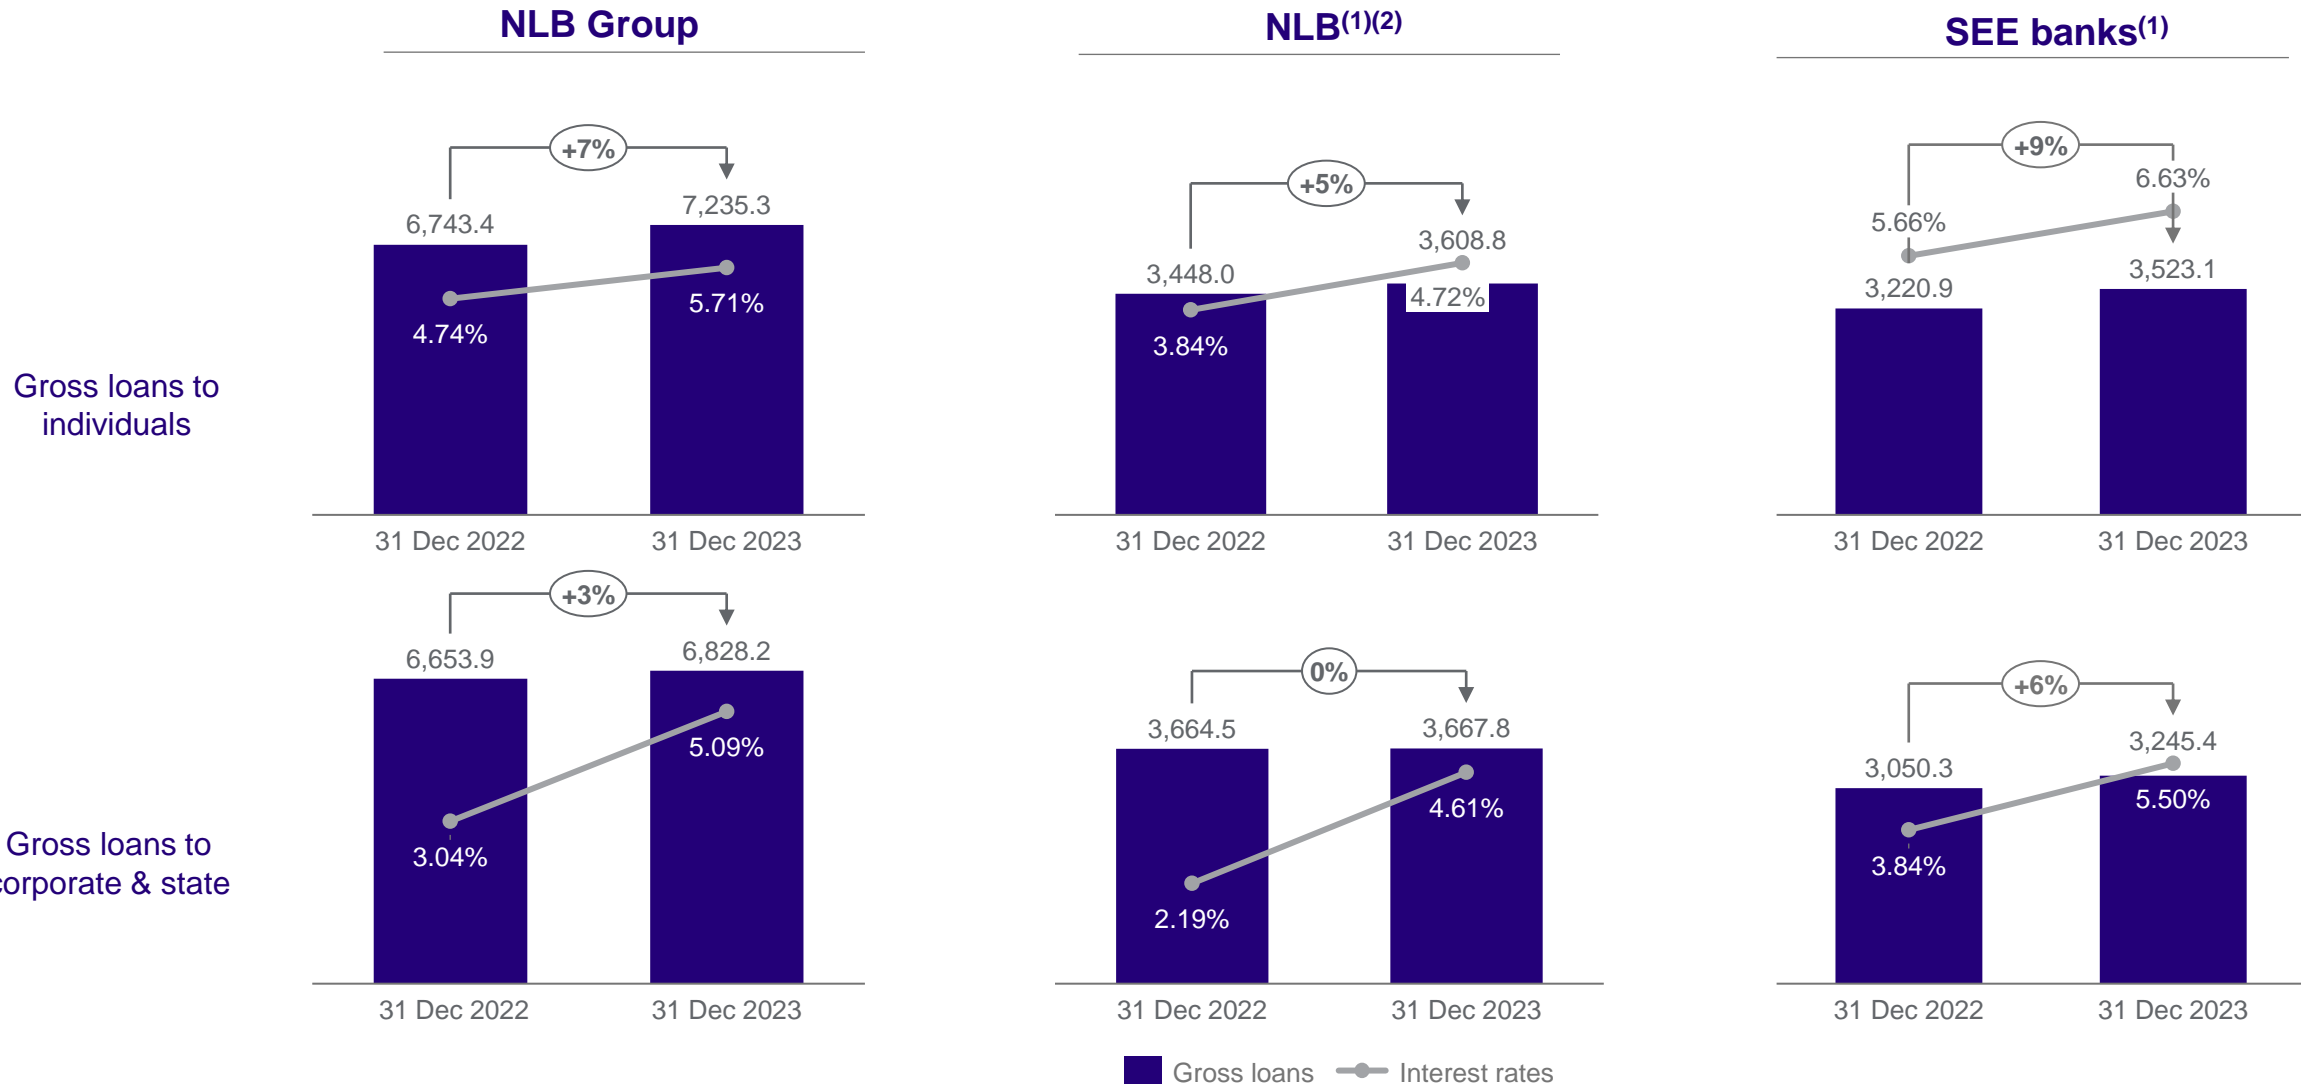 NLB Group
NLB(1)(2)
SEE banks(1)
Gross loans to
individuals
+7%
6,743.4
7,235.3
4.74%
5.71%
31 Dec 2022
31 Dec 2023
+5%
3,448.0
3,608.8
3.84%
4.72%
31 Dec 2022
31 Dec 2023
+9%
5.66%
6.63%
3,220.9
3,523.1
31 Dec 2022
31 Dec 2023
Gross loans to
corporate & state
+3%
6,653.9
6,828.2
3.04%
5.09%
31 Dec 2022
31 Dec 2023
0%
3,664.5
3,667.8
2.19%
4.61%
31 Dec 2022
31 Dec 2023
+6%
3,050.3
3,245.4
3.84%
5.50%
31 Dec 2022
31 Dec 2023
Gross loans
Interest rates